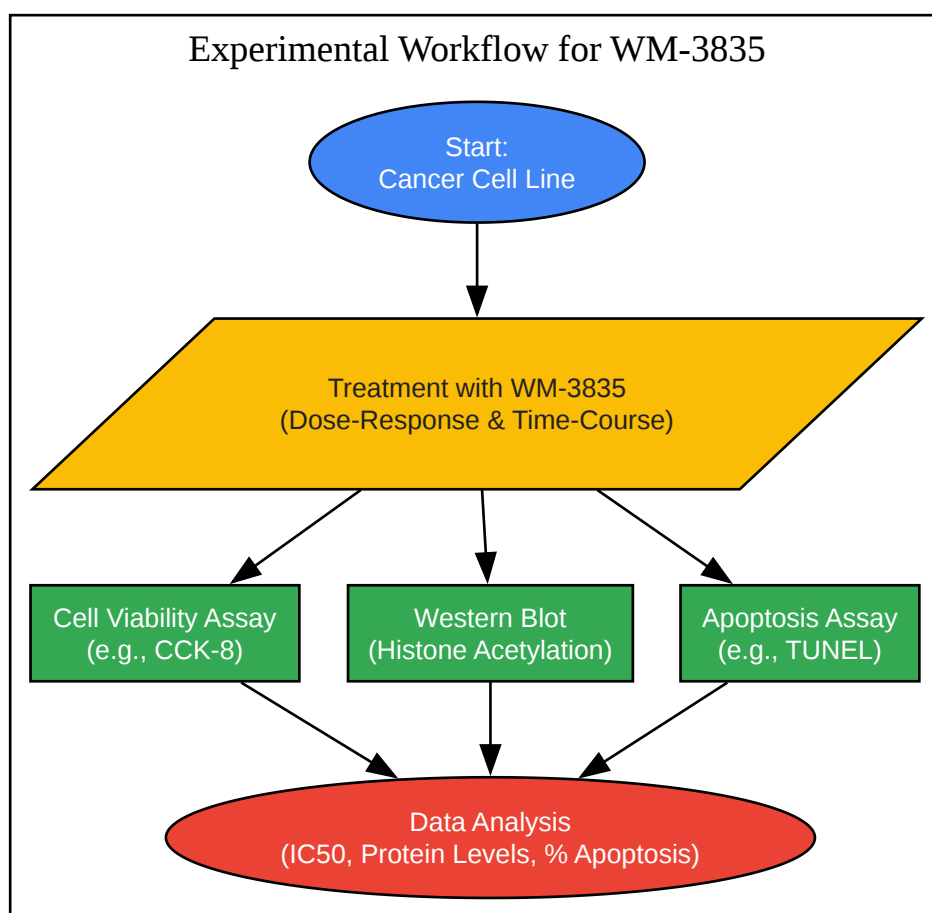 Experimental Workflow for WM-3835
Start:
Cancer Cell Line
Treatment with WM-3835
(Dose-Response & Time-Course)
Cell Viability Assay
(e.g., CCK-8)
Western Blot
(Histone Acetylation)
Apoptosis Assay
(e.g., TUNEL)
Data Analysis
(IC50, Protein Levels, % Apoptosis)